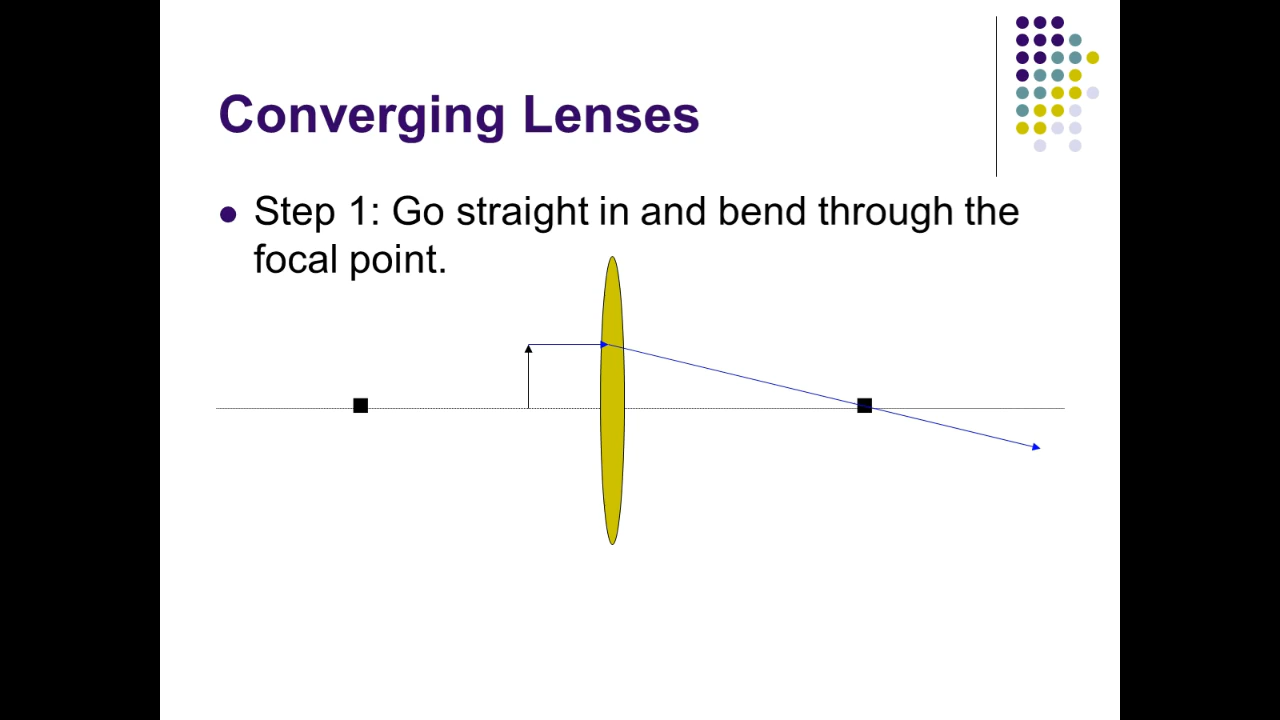 Converging Lenses
Step 1: Go straight in and bend through the
focal point.